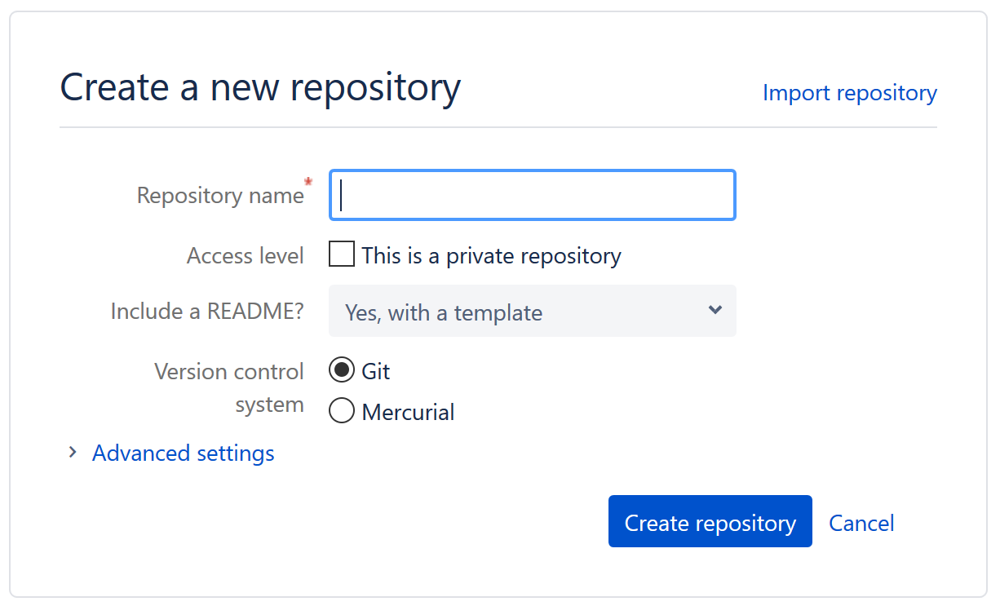 Create a new repository
Import repository
Repository name*
Access level
This is a private repository
Include a README?
Yes, with a template
Version control
system
Git
Mercurial
Advanced settings
Create repository
Cancel